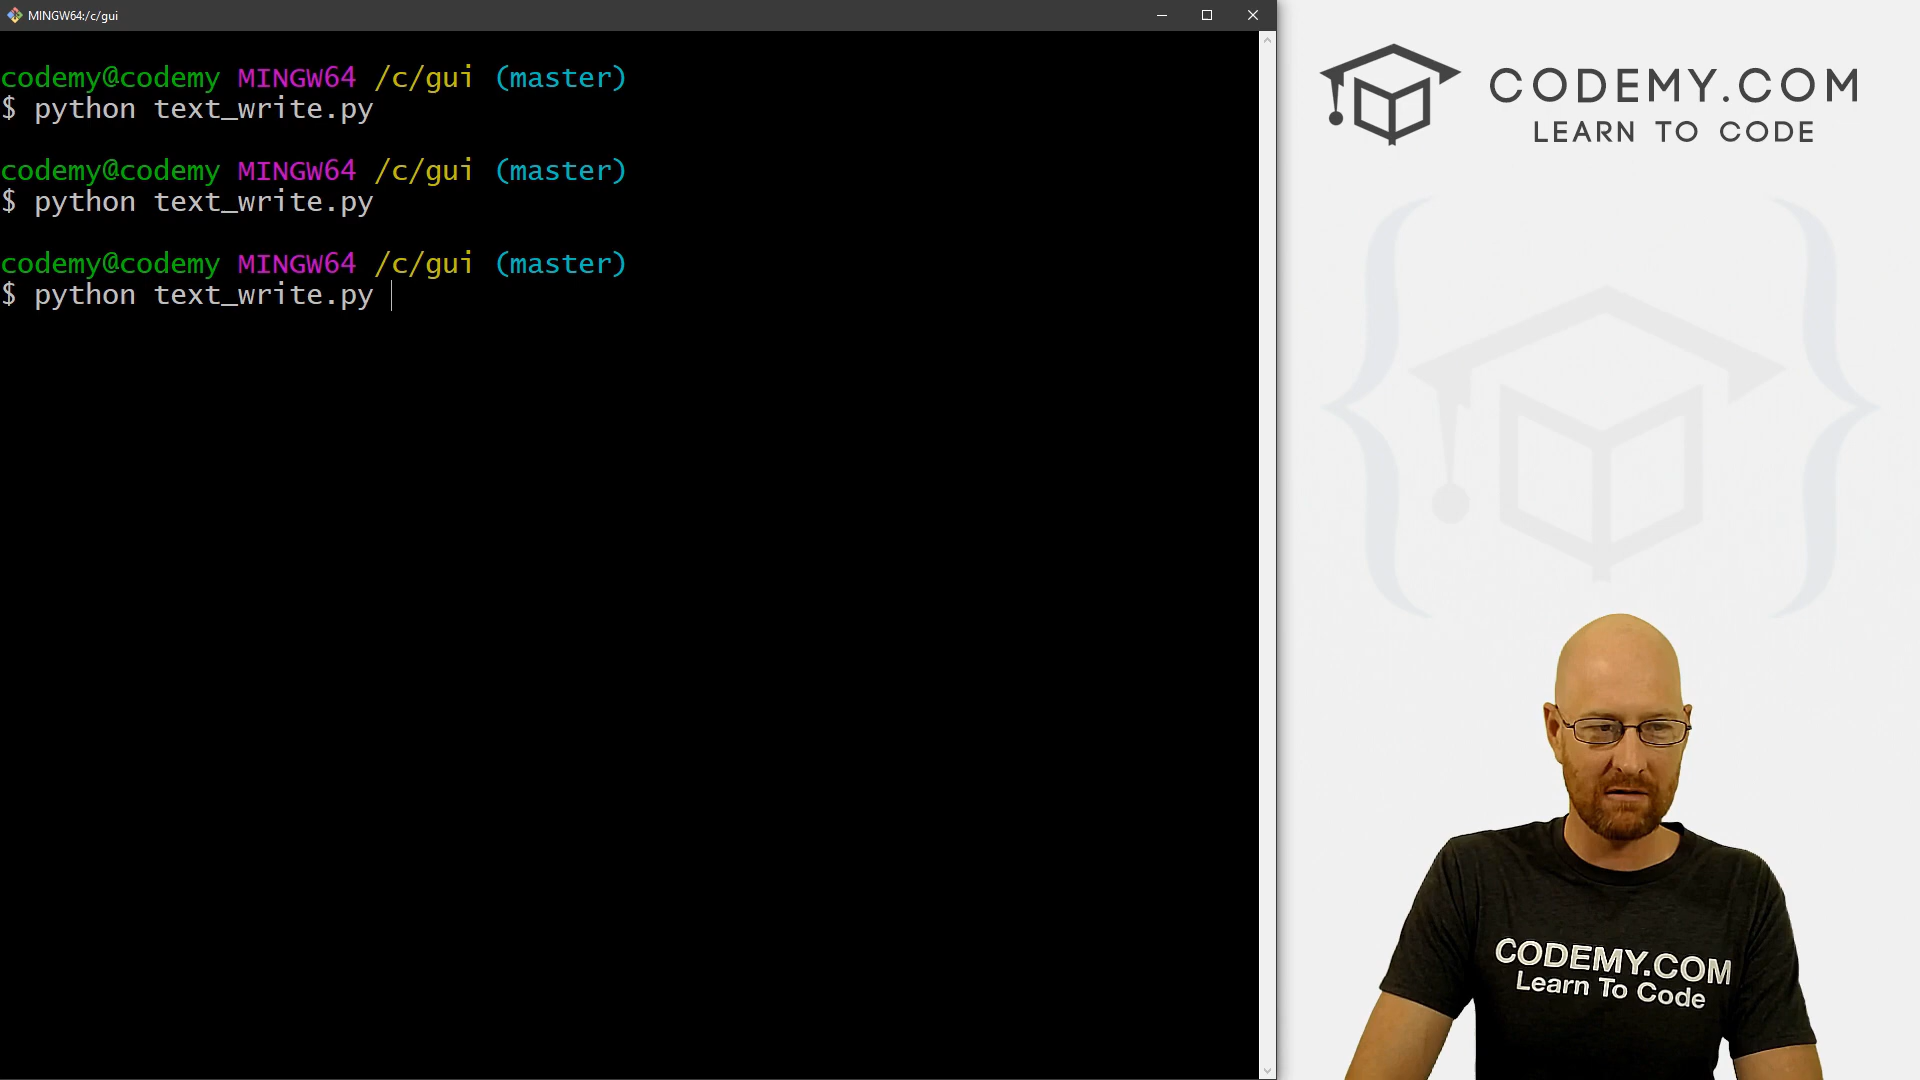 MINGW64:/c/gui
codemy@codemy MINGW64 /c/gui (master)
$ python text_write.py
codemy@codemy MINGW64 /c/gui (master)
$ python text_write.py
codemy@codemy MINGW64 /c/gui (master)
$ python text_write.py
CODEMY.COM
LEARN TO CODE
CODEMY.COM
Learn To Code